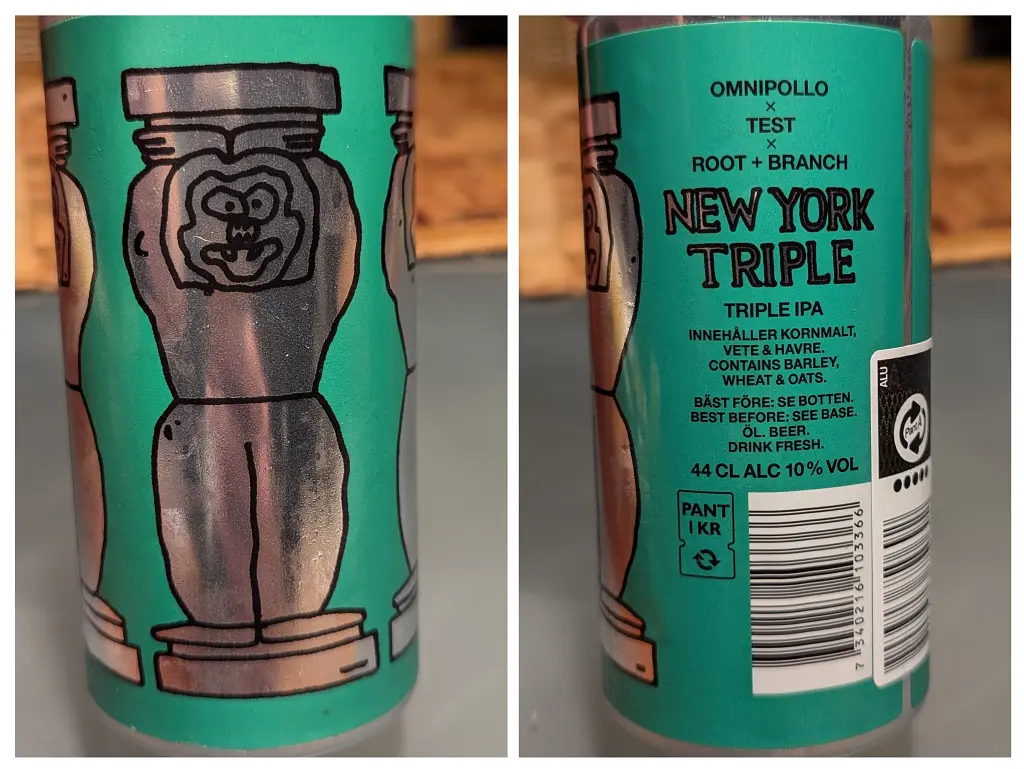 OMNIPOLLO
×
TEST
×
ROOT + BRANCH
NEW YORK
TRIPLE
TRIPLE IPA
INNEHÅLLER KORNMALT,
VETE & HAVRE.
CONTAINS BARLEY,
WHEAT & OATS.
BÄST FÖRE: SE BOTTEN.
BEST BEFORE: SEE BASE.
ÖL. BEER.
DRINK FRESH.
44 CL ALC 10% VOL
PANT
1 KR
7 340216 103366
ALU
PantA